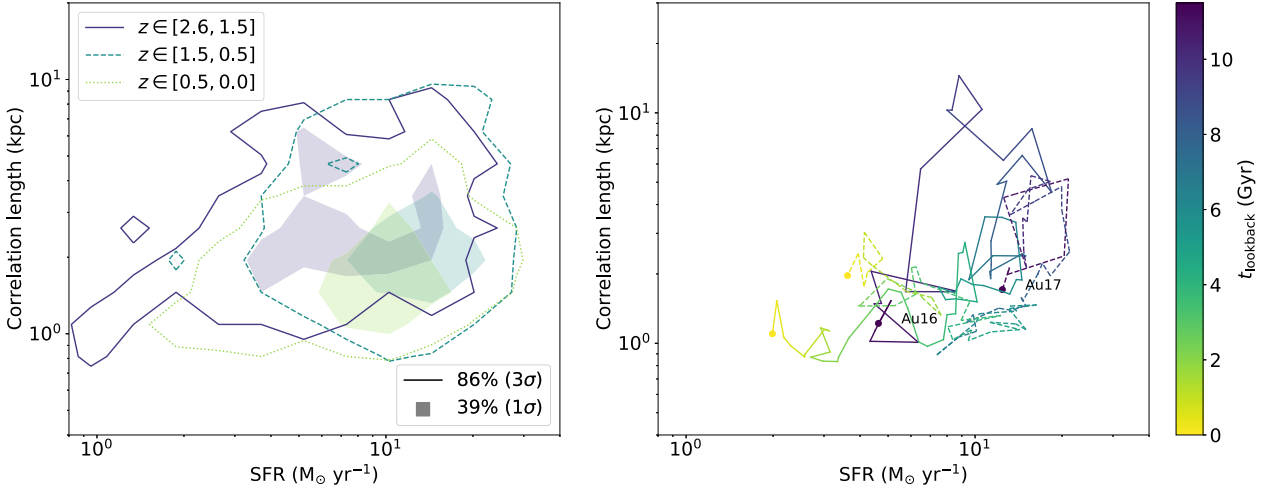 z ∈ [2.6, 1.5]
z ∈ [1.5, 0.5]
z ∈ [0.5, 0.0]
86% (3σ)
39% (1σ)
Correlation length (kpc)
10¹
10⁰
10⁰
10¹
SFR (M⊙ yr⁻¹)
Correlation length (kpc)
10¹
10⁰
Au17
Au16
10⁰
10¹
SFR (M⊙ yr⁻¹)
10
8
6
4
2
0
t_lookback (Gyr)